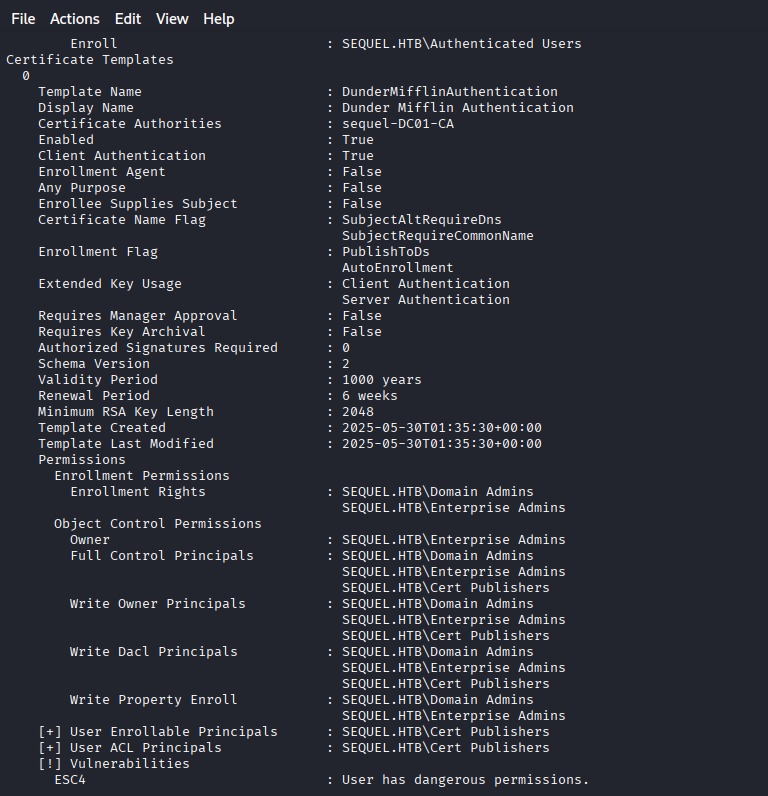 File Actions Edit View Help
Enroll : SEQUEL.HTB\Authenticated Users
Certificate Templates
0
Template Name : DunderMifflinAuthentication
Display Name : Dunder Mifflin Authentication
Certificate Authorities : sequel-DC01-CA
Enabled : True
Client Authentication : True
Enrollment Agent : False
Any Purpose : False
Enrollee Supplies Subject : False
Certificate Name Flag : SubjectAltRequireDns
SubjectRequireCommonName
Enrollment Flag : PublishToDs
AutoEnrollment
Extended Key Usage : Client Authentication
Server Authentication
Requires Manager Approval : False
Requires Key Archival : False
Authorized Signatures Required : 0
Schema Version : 2
Validity Period : 1000 years
Renewal Period : 6 weeks
Minimum RSA Key Length : 2048
Template Created : 2025-05-30T01:35:30+00:00
Template Last Modified : 2025-05-30T01:35:30+00:00
Permissions
Enrollment Permissions
Enrollment Rights : SEQUEL.HTB\Domain Admins
SEQUEL.HTB\Enterprise Admins
Object Control Permissions
Owner : SEQUEL.HTB\Enterprise Admins
Full Control Principals : SEQUEL.HTB\Domain Admins
SEQUEL.HTB\Enterprise Admins
SEQUEL.HTB\Cert Publishers
Write Owner Principals : SEQUEL.HTB\Domain Admins
SEQUEL.HTB\Enterprise Admins
SEQUEL.HTB\Cert Publishers
Write Dacl Principals : SEQUEL.HTB\Domain Admins
SEQUEL.HTB\Enterprise Admins
SEQUEL.HTB\Cert Publishers
Write Property Enroll : SEQUEL.HTB\Domain Admins
SEQUEL.HTB\Enterprise Admins
[+] User Enrollable Principals : SEQUEL.HTB\Cert Publishers
[+] User ACL Principals : SEQUEL.HTB\Cert Publishers
[!] Vulnerabilities
ESC4 : User has dangerous permissions.